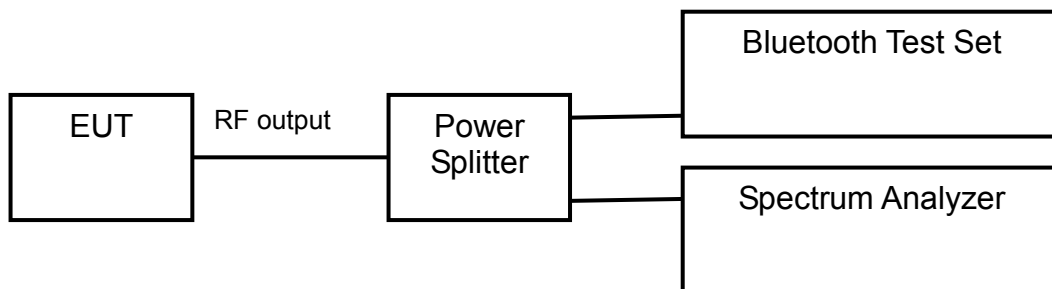 EUT
RF output
Power
Splitter
Bluetooth Test Set
Spectrum Analyzer